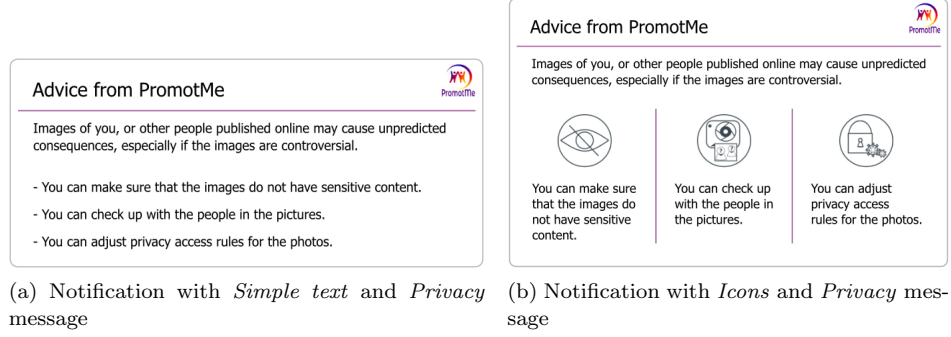 Advice from PromotMe
PromotMe
Images of you, or other people published online may cause unpredicted
consequences, especially if the images are controversial.
- You can make sure that the images do not have sensitive content.
- You can check up with the people in the pictures.
- You can adjust privacy access rules for the photos.
(a) Notification with Simple text and Privacy
message
Advice from PromotMe
PromotMe
Images of you, or other people published online may cause unpredicted
consequences, especially if the images are controversial.
You can make sure
that the images do
not have sensitive
content.
You can check up
with the people in
the pictures.
You can adjust
privacy access
rules for the photos.
(b) Notification with Icons and Privacy mes-
sage